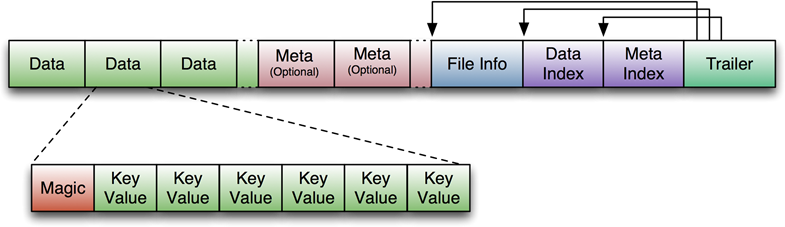 Data
Data
Data
Meta
(Optional)
Meta
(Optional)
File Info
Data
Index
Meta
Index
Trailer
Magic
Key
Value
Key
Value
Key
Value
Key
Value
Key
Value
Key
Value